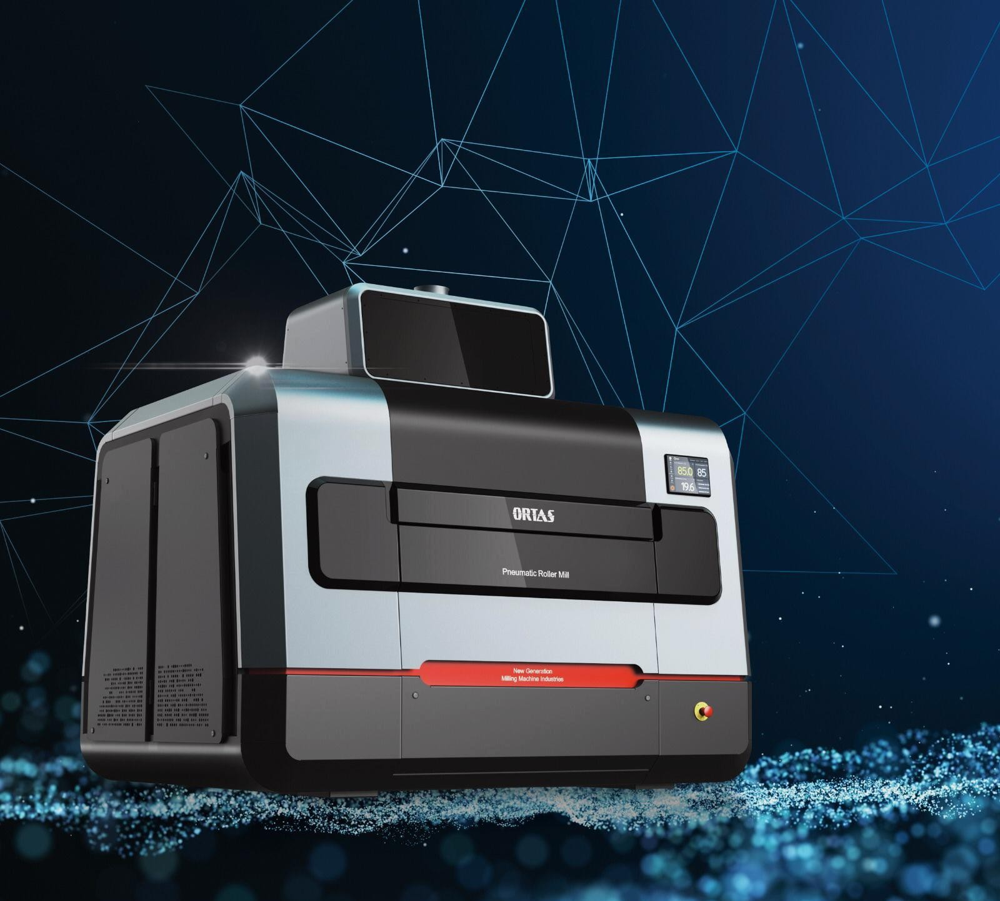 85.0 85
19.6
ORTAS
Pneumatic Roller Mill
New Generation
Milling Machine Industries